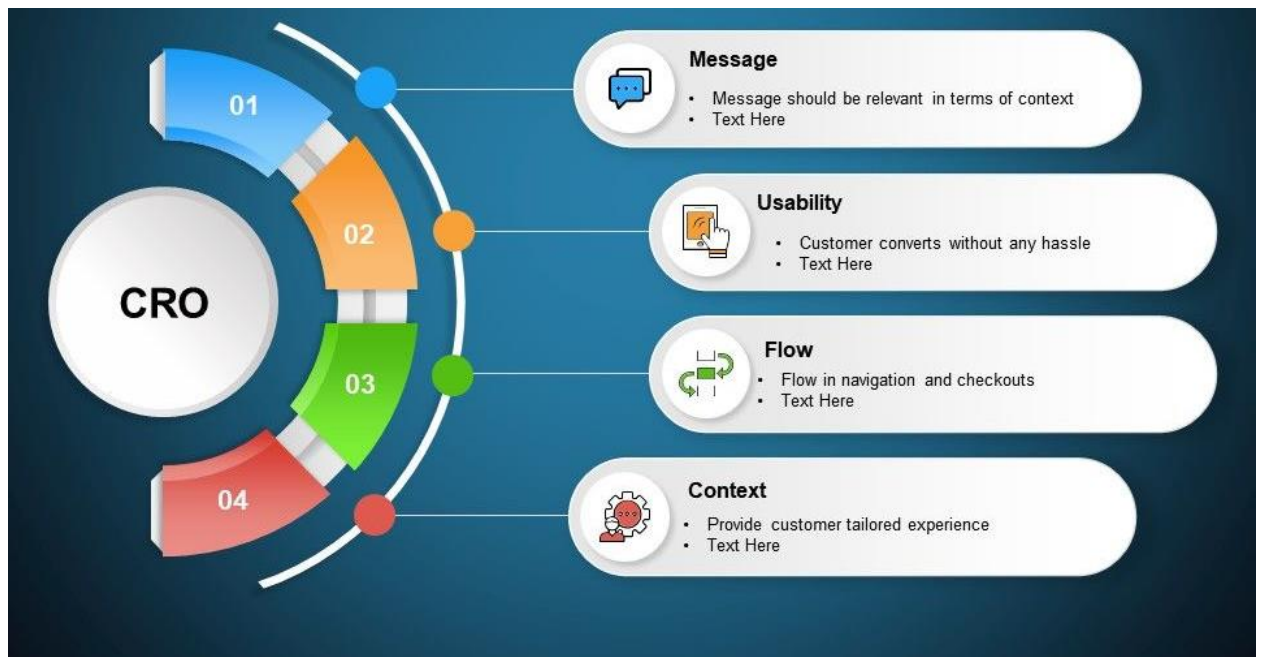 CRO
01
Message
• Message should be relevant in terms of context
• Text Here
02
Usability
• Customer converts without any hassle
• Text Here
03
Flow
• Flow in navigation and checkouts
• Text Here
04
Context
• Provide customer tailored experience
• Text Here